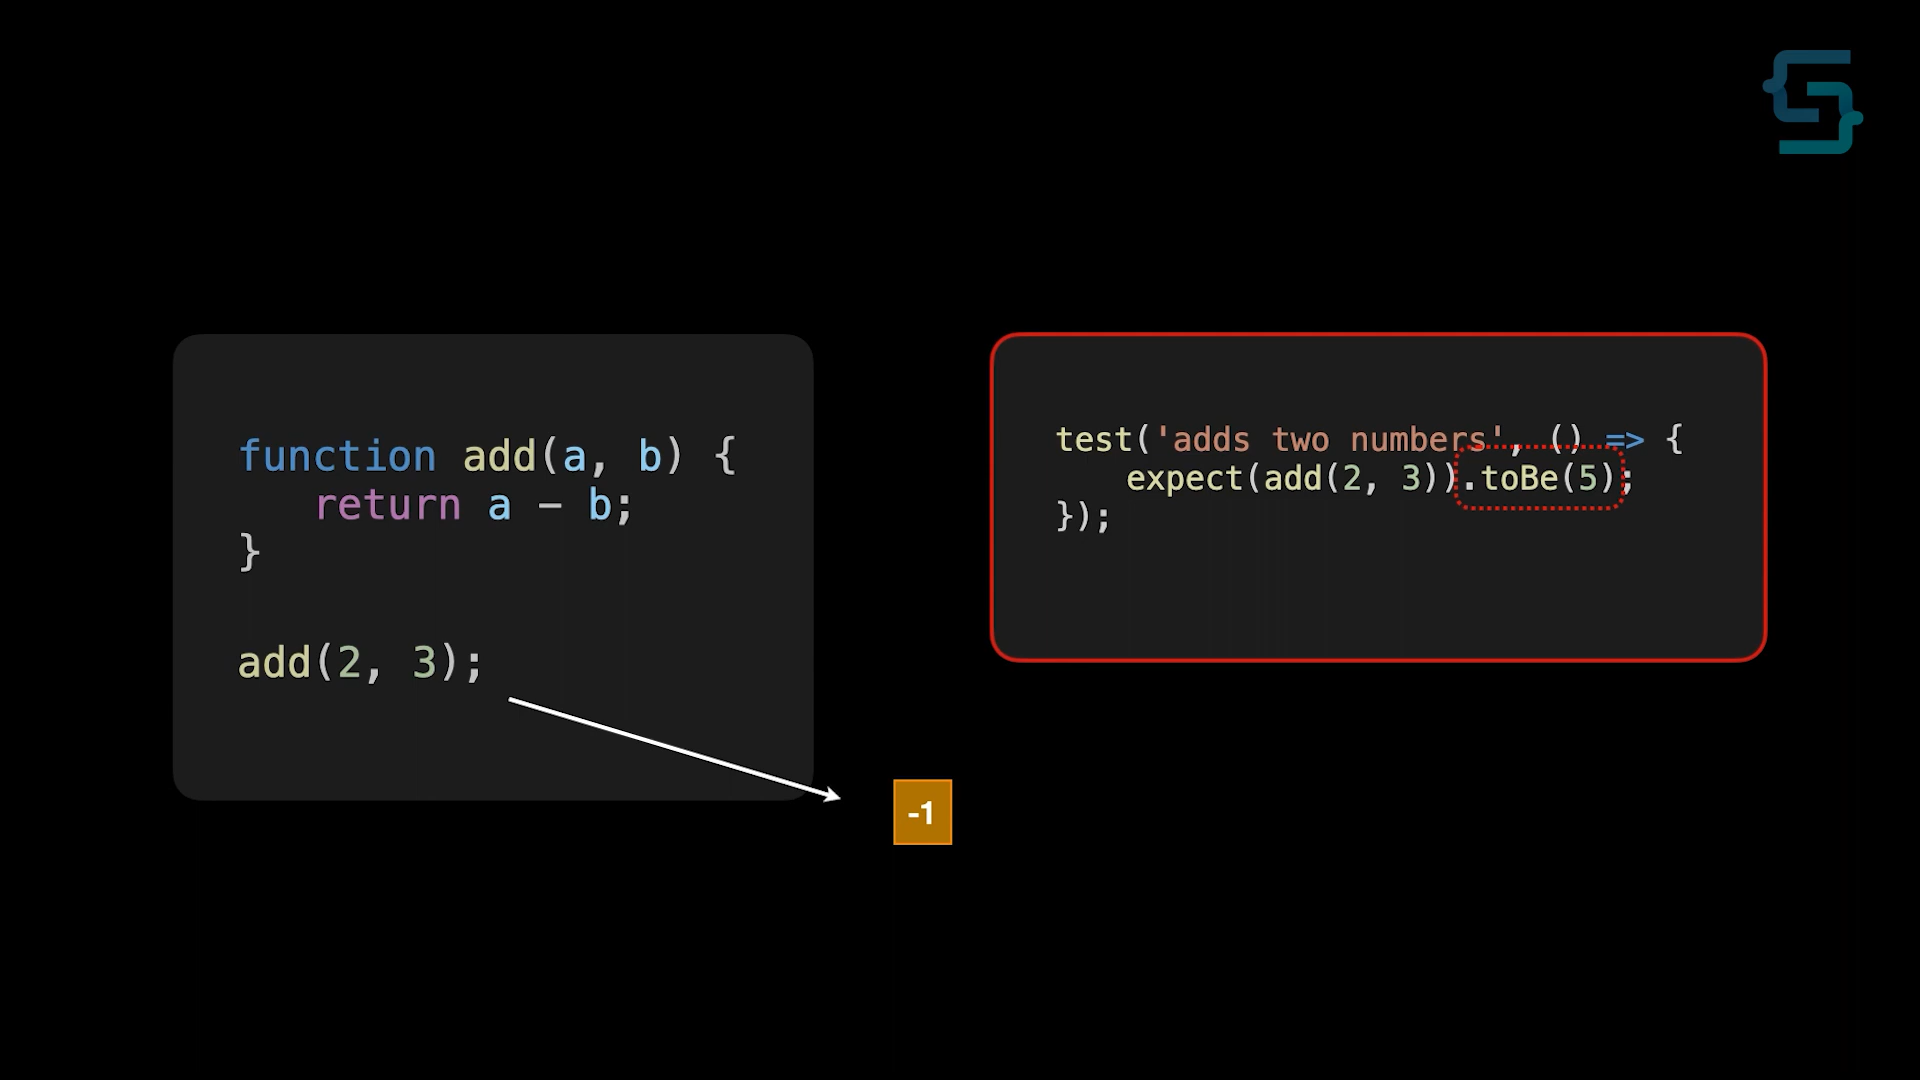 function add(a, b) {
return a - b;
}
add(2, 3);
test('adds two numbers', () => {
expect(add(2, 3)).toBe(5);
});
-1